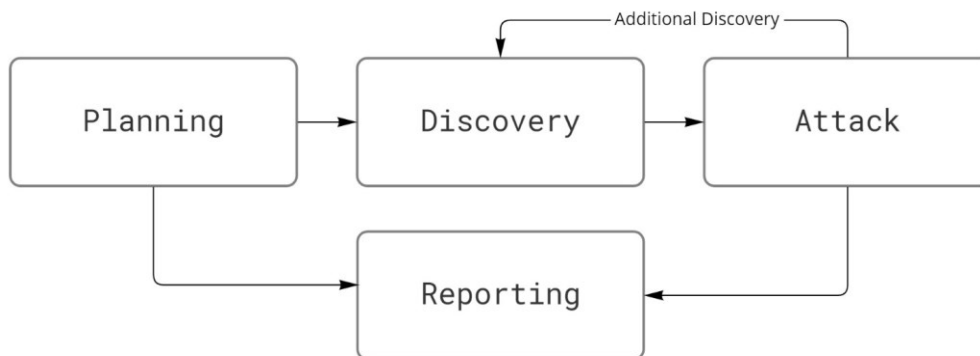 Additional Discovery
Planning
Discovery
Attack
Reporting